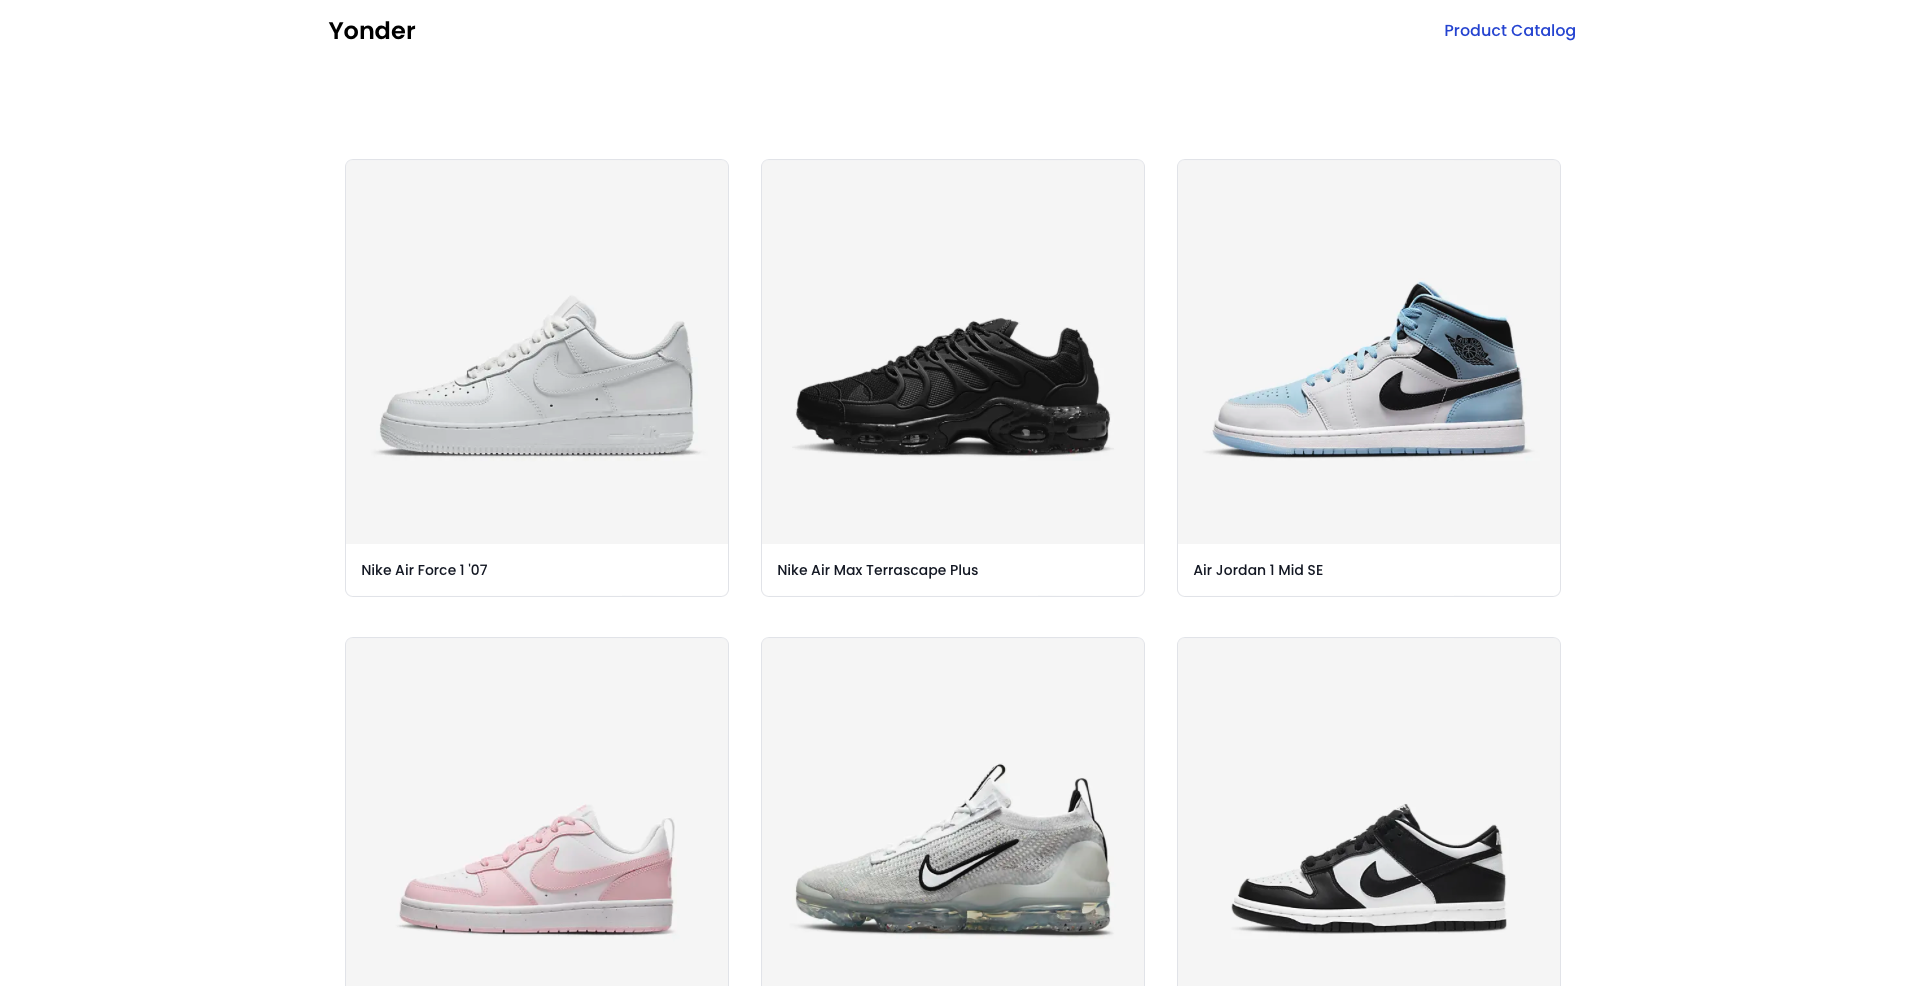 Yonder
Product Catalog
Nike Air Force 1 '07
Nike Air Max Terrascape Plus
Air Jordan 1 Mid SE